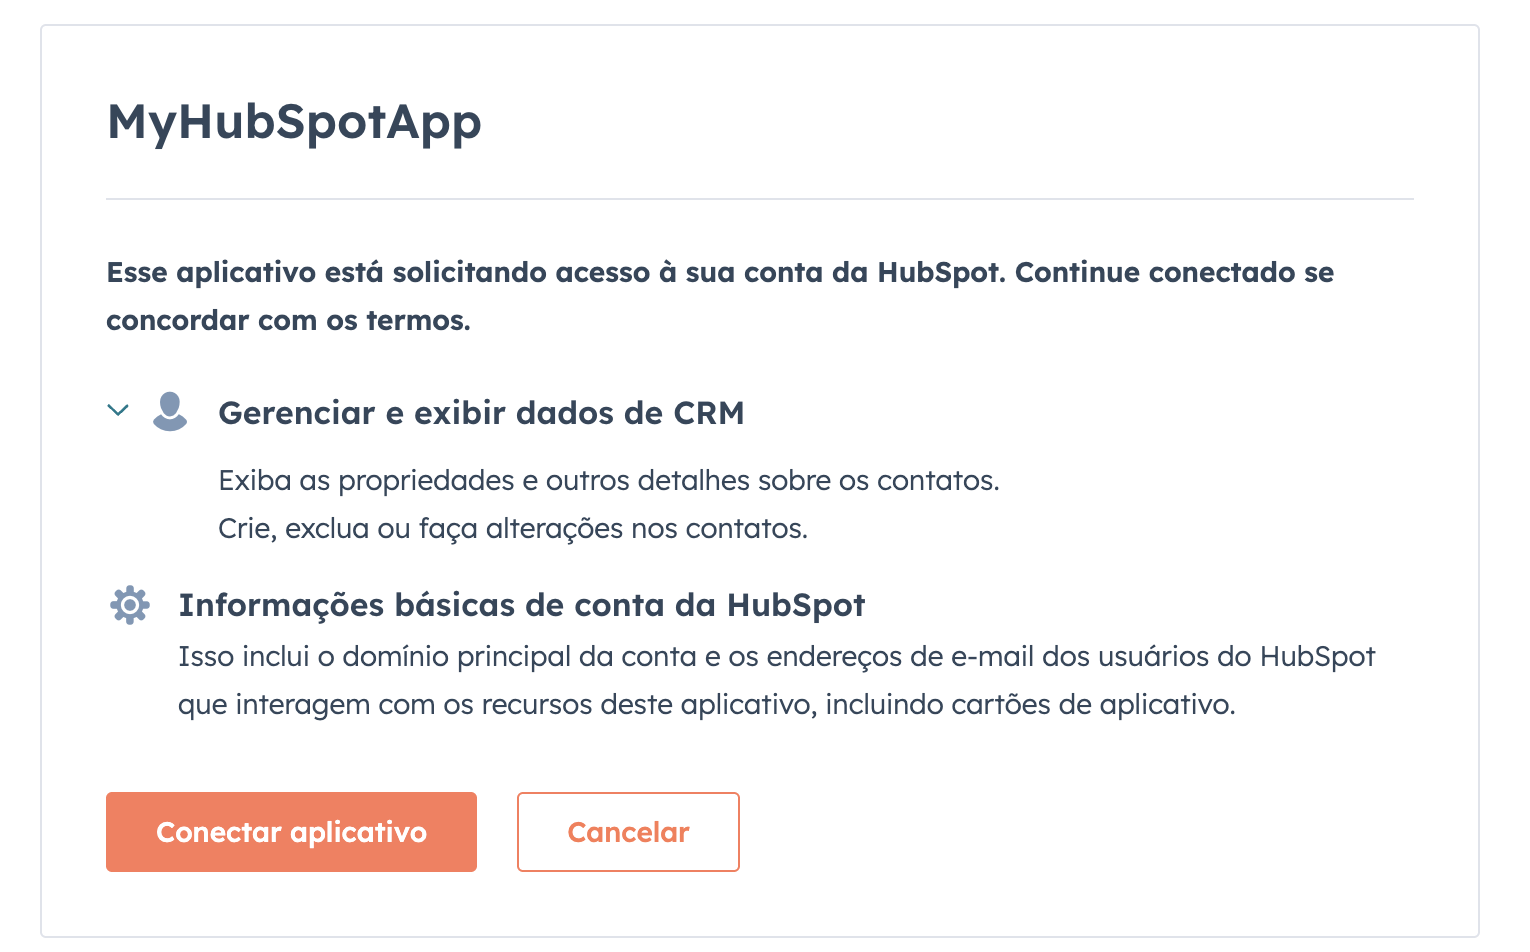 MyHubSpotApp
Esse aplicativo está solicitando acesso à sua conta da HubSpot. Continue conectado se
concordar com os termos.
Gerenciar e exibir dados de CRM
Exiba as propriedades e outros detalhes sobre os contatos.
Crie, exclua ou faça alterações nos contatos.
Informações básicas de conta da HubSpot
Isso inclui o domínio principal da conta e os endereços de e-mail dos usuários do HubSpot
que interagem com os recursos deste aplicativo, incluindo cartões de aplicativo.
Conectar aplicativo
Cancelar